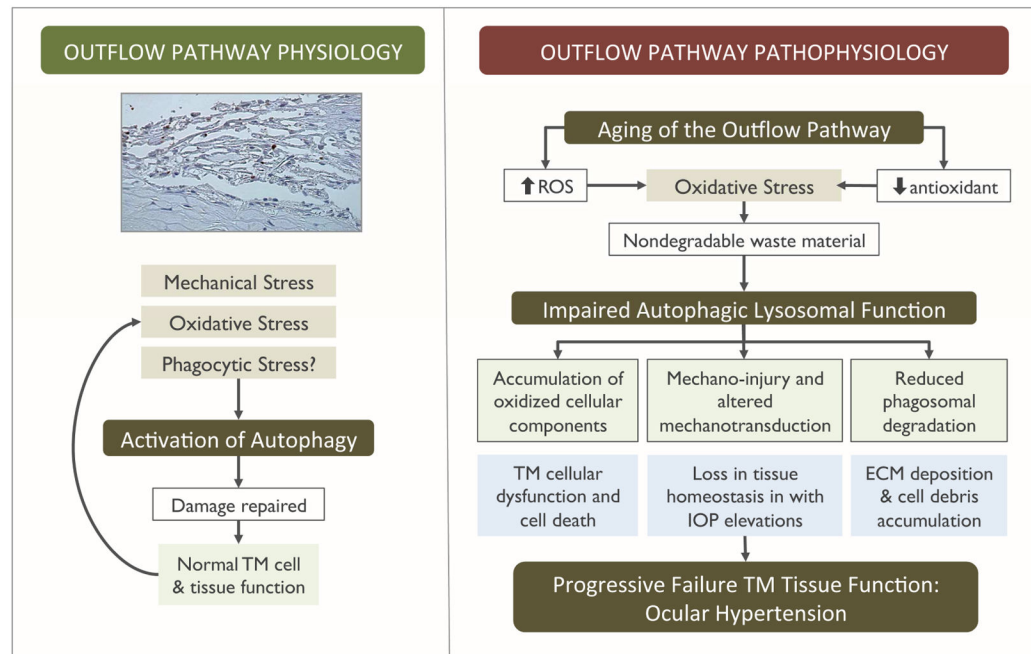 OUTFLOW PATHWAY PHYSIOLOGY
Mechanical Stress
Oxidative Stress
Phagocytic Stress?
Activation of Autophagy
Damage repaired
Normal TM cell
& tissue function
OUTFLOW PATHWAY PATHOPHYSIOLOGY
Aging of the Outflow Pathway
⬆ROS
Oxidative Stress
⬇antioxidant
Nondegradable waste material
Impaired Autophagic Lysosomal Function
Accumulation of
oxidized cellular
components
Mechano-injury and
altered
mechanotransduction
Reduced
phagosomal
degradation
TM cellular
dysfunction and
cell death
Loss in tissue
homeostasis in with
IOP elevations
ECM deposition
& cell debris
accumulation
Progressive Failure TM Tissue Function:
Ocular Hypertension